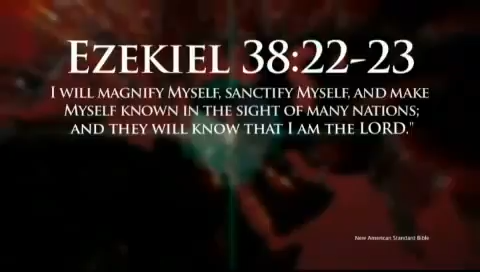 EZEKIEL 38:22-23
I WILL MAGNIFY MYSELF, SANCTIFY MYSELF, AND MAKE
MYSELF KNOWN IN THE SIGHT OF MANY NATIONS;
AND THEY WILL KNOW THAT I AM THE LORD."
New American Standard Bible